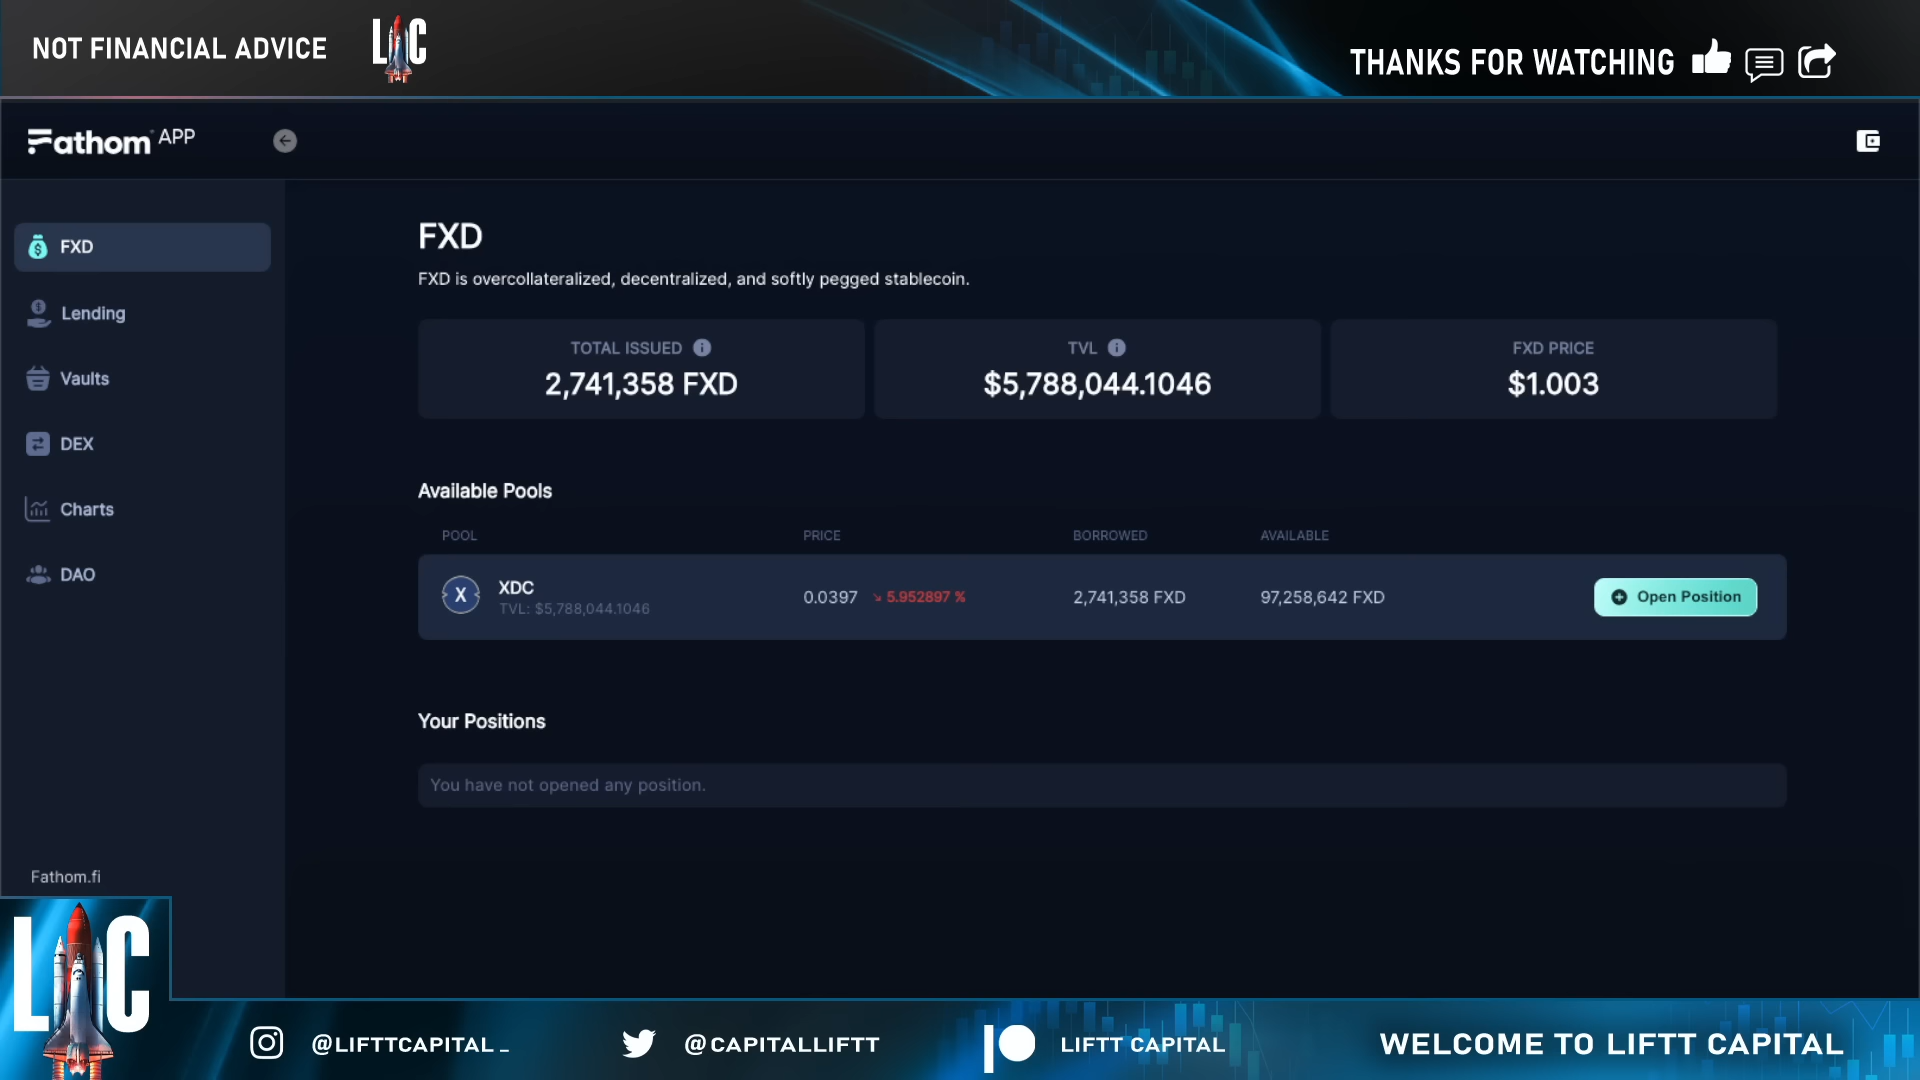 NOT FINANCIAL ADVICE
LC
THANKS FOR WATCHING
Fathom APP
FXD
Lending
Vaults
DEX
Charts
DAO
Fathom.fi
FXD
FXD is overcollateralized, decentralized, and softly pegged stablecoin.
TOTAL ISSUED
2,741,358 FXD
TVL
$5,788,044.1046
FXD PRICE
$1.003
Available Pools
POOL PRICE BORROWED AVAILABLE
X XDC
TVL: $5,788,044.1046
0.0397 5.952897 % 2,741,358 FXD 97,258,642 FXD Open Position
Your Positions
You have not opened any position.
LC
@LIFTTCAPITAL_ @CAPITALLIFTT LIFTT CAPITAL WELCOME TO LIFTT CAPITAL